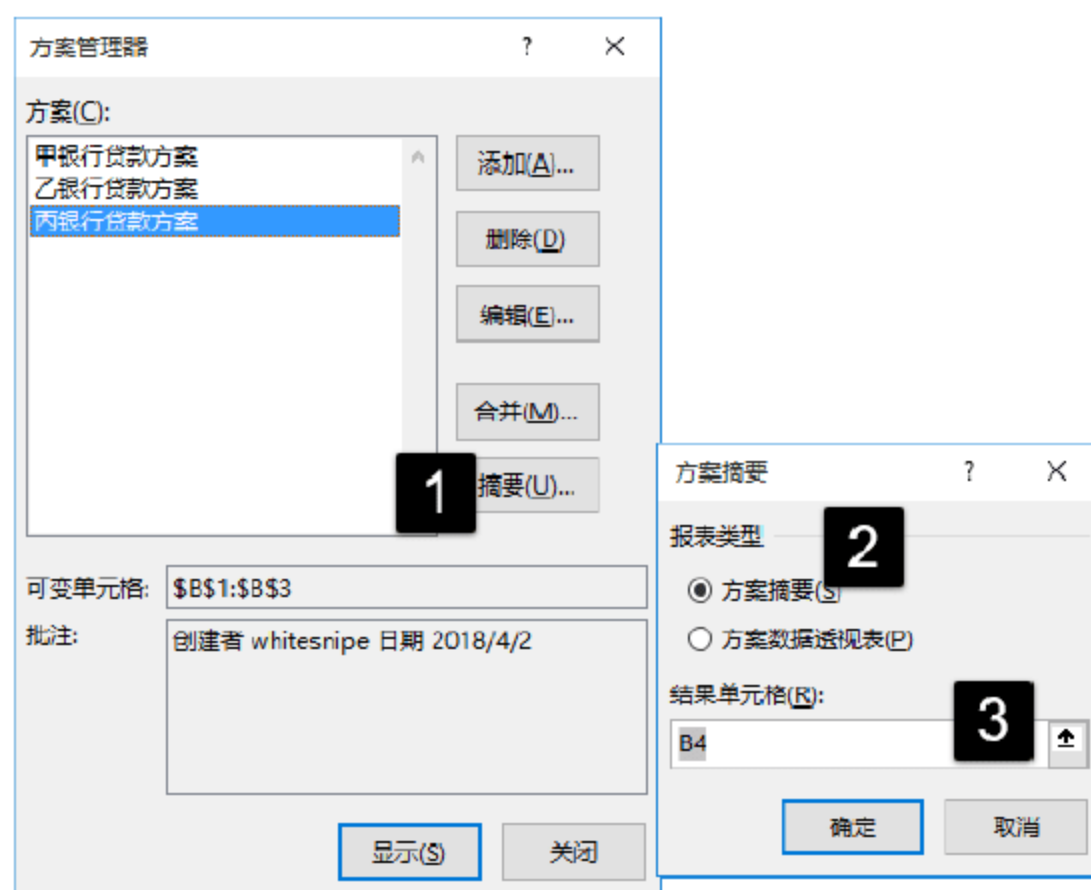 方案管理器 ?
方案(C):
甲银行贷款方案
乙银行贷款方案
丙银行贷款方案
添加(A)...
删除(D)
编辑(E)...
合并(M)...
1
摘要(U)...
可变单元格: $B$1:$B$3
批注: 创建者 whitesnipe 日期 2018/4/2
显示(S) 关闭
方案摘要 ?
报表类型
2
方案摘要(S)
方案数据透视表(P)
结果单元格(R):
3
B4
确定 取消